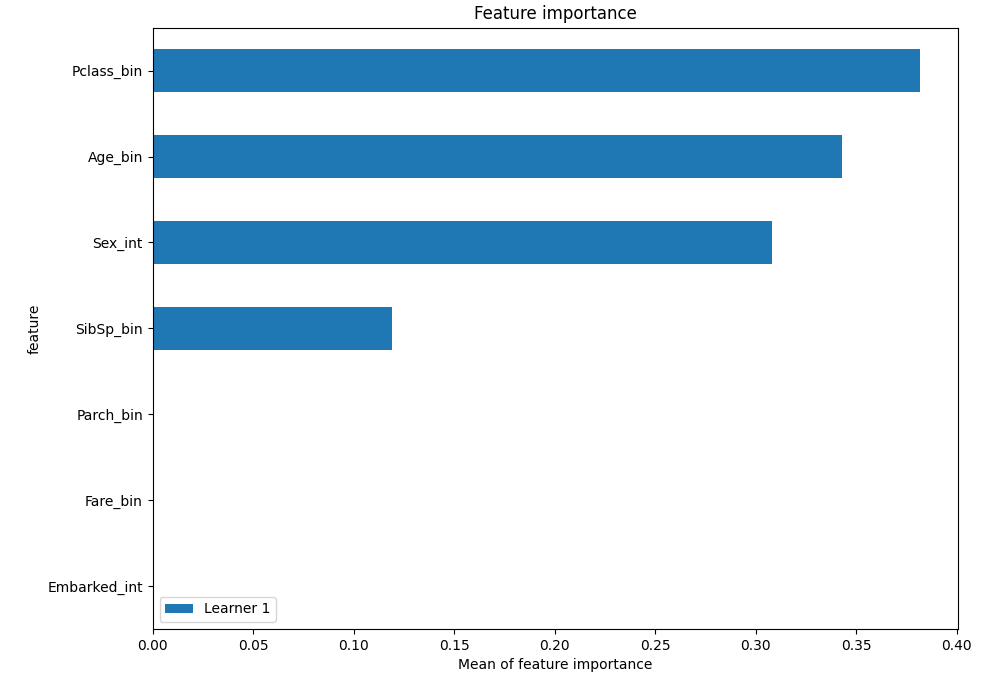 Feature importance
Pclass_bin
Age_bin
Sex_int
SibSp_bin
Parch_bin
Fare_bin
Embarked_int
feature
Learner 1
0.00 0.05 0.10 0.15 0.20 0.25 0.30 0.35 0.40
Mean of feature importance